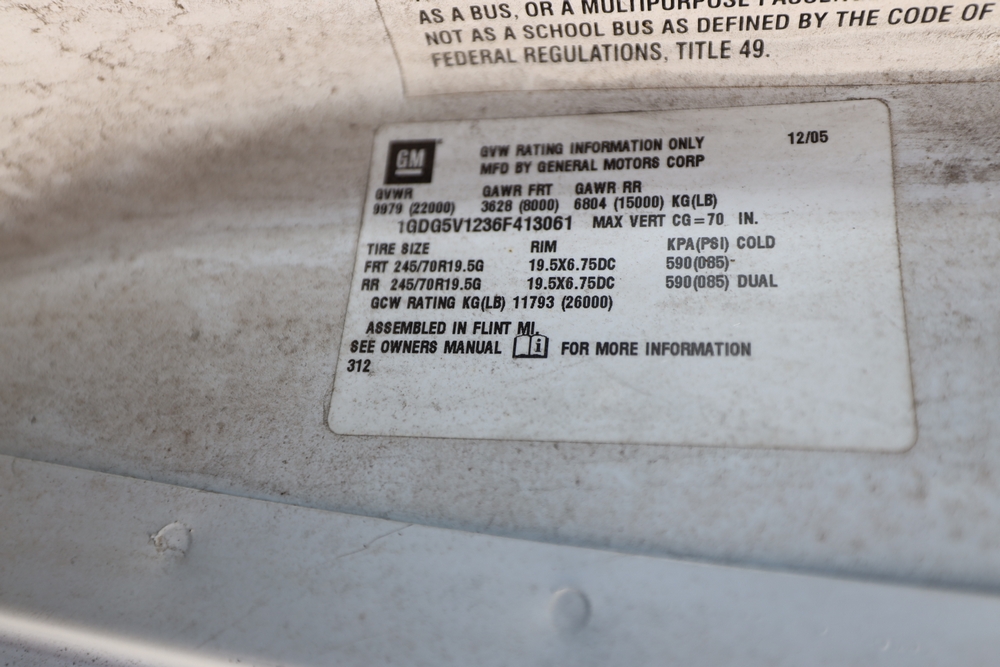 AS A BUS, OR A MULTIPURPOSE
NOT AS A SCHOOL BUS AS DEFINED BY THE CODE OF
FEDERAL REGULATIONS, TITLE 49.
GM
GVW RATING INFORMATION ONLY 12/05
MFD BY GENERAL MOTORS CORP
GVWR GAWR FRT GAWR RR
9979 (22000) 3628 (8000) 6804 (15000) KG(LB)
1GDG5V1236F413061 MAX VERT CG=70 IN.
TIRE SIZE RIM KPA(PSI) COLD
FRT 245/70R19.5G 19.5X6.75DC 590(085)-
RR 245/70R19.5G 19.5X6.75DC 590(085) DUAL
GCW RATING KG(LB) 11793 (26000)
ASSEMBLED IN FLINT MI.
SEE OWNERS MANUAL i FOR MORE INFORMATION
312